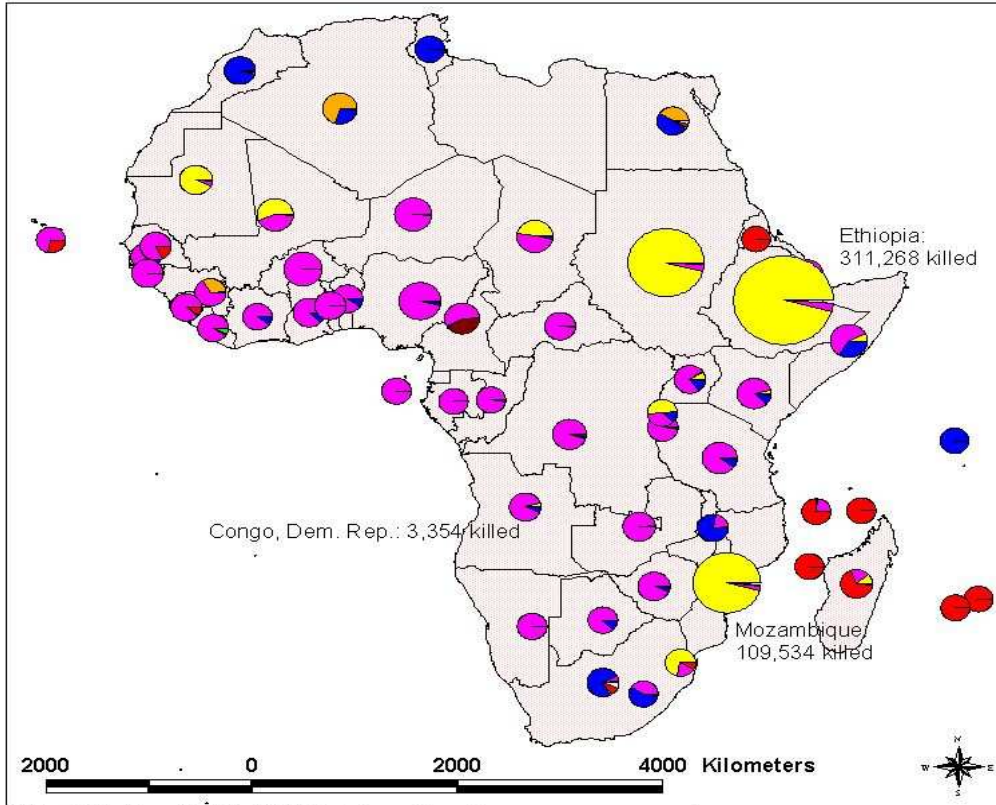 Ethiopia:
311,268 killed
Congo, Dem. Rep.: 3,354 killed
Mozambique:
109,534 killed
N
W E
S
2000 0 2000 4000 Kilometers